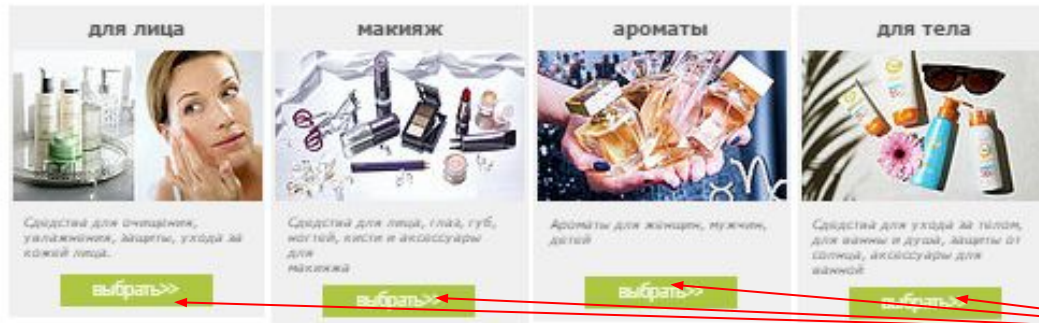 для лица
Средства для очищения,
увлажнения, защиты, ухода за
кожей лица.
выбрать>>
макияж
Средства для лица, глаз, губ,
ногтей, кисти и аксессуары
для
макияжа
выбрать>>
ароматы
Ароматы для женщин, мужчин,
детей
выбрать>>
для тела
Средства для ухода за телом,
для ванны и душа, защиты от
солнца, аксессуары для
ванной
выбрать>>